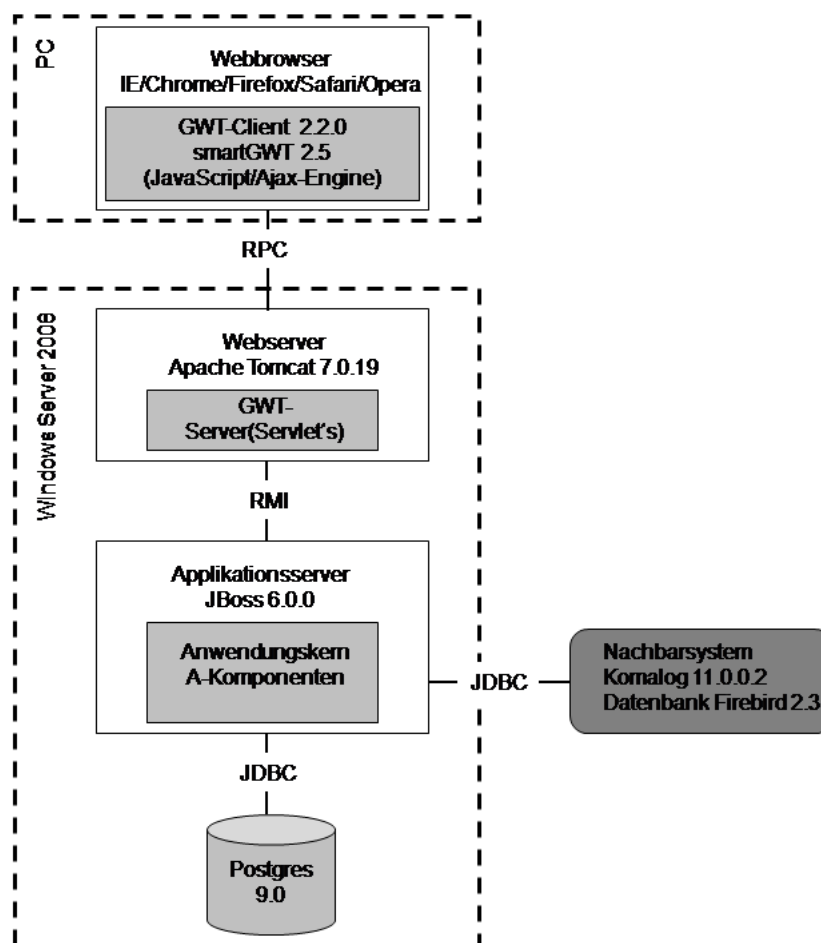 PC
Webbrowser
IE/Chrome/Firefox/Safari/Opera
GWT-Client 2.2.0
smartGWT 2.5
(JavaScript/Ajax-Engine)
RPC
Windows Server 2008
Webserver
Apache Tomcat 7.0.19
GWT-
Server(Servlet's)
RMI
Applikationsserver
JBoss 6.0.0
Anwendungskern
A-Komponenten
JDBC
Nachbarsystem
Komalog 11.0.0.2
Datenbank Firebird 2.3
JDBC
Postgres
9.0